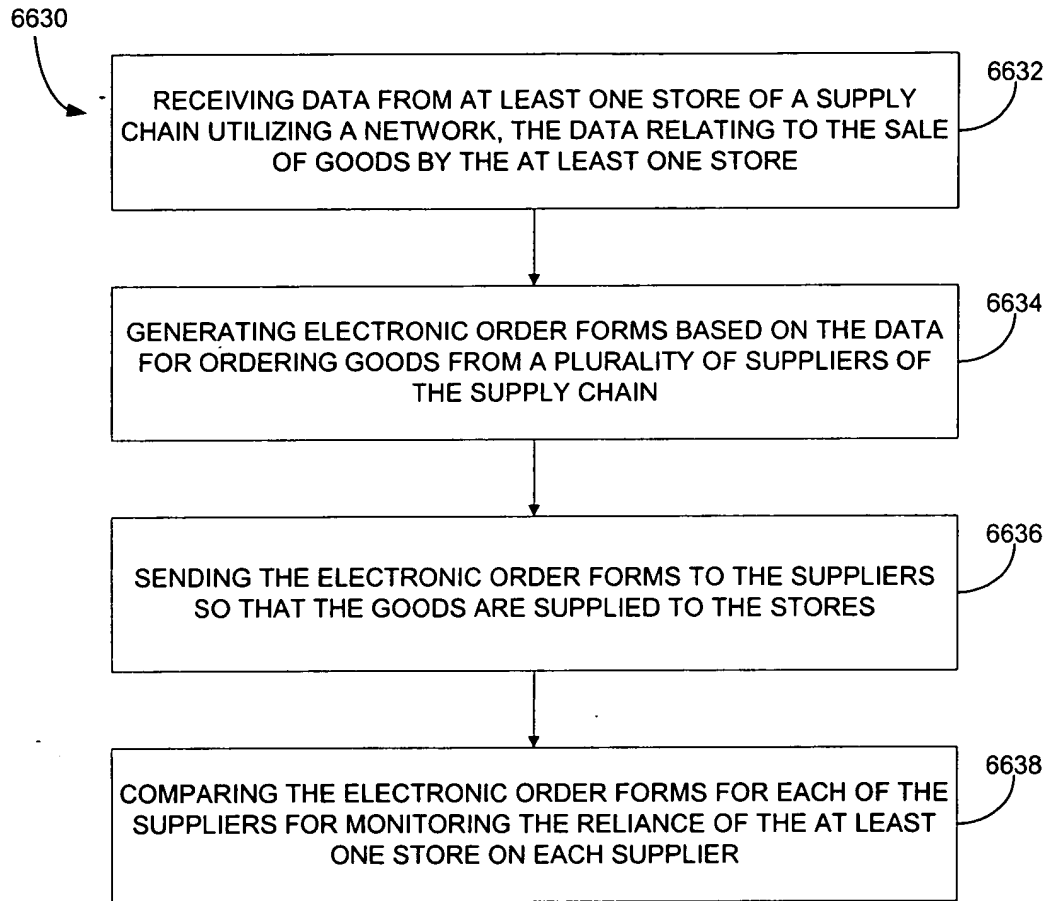 6630
RECEIVING DATA FROM AT LEAST ONE STORE OF A SUPPLY
CHAIN UTILIZING A NETWORK, THE DATA RELATING TO THE SALE
OF GOODS BY THE AT LEAST ONE STORE
6632
GENERATING ELECTRONIC ORDER FORMS BASED ON THE DATA
FOR ORDERING GOODS FROM A PLURALITY OF SUPPLIERS OF
THE SUPPLY CHAIN
6634
SENDING THE ELECTRONIC ORDER FORMS TO THE SUPPLIERS
SO THAT THE GOODS ARE SUPPLIED TO THE STORES
6636
COMPARING THE ELECTRONIC ORDER FORMS FOR EACH OF THE
SUPPLIERS FOR MONITORING THE RELIANCE OF THE AT LEAST
ONE STORE ON EACH SUPPLIER
6638